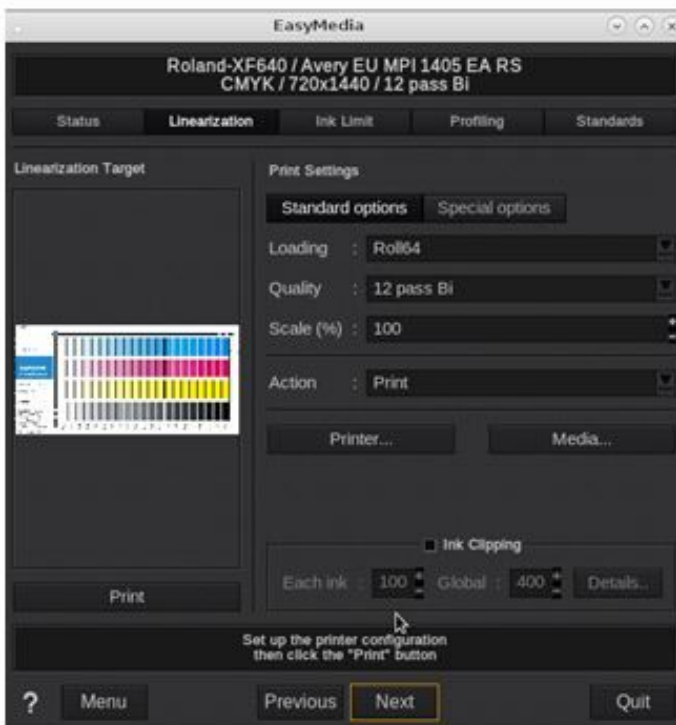 EasyMedia
Roland-XF640 / Avery EU MPI 1405 EA RS
CMYK / 720x1440 / 12 pass Bi
Status Linearization Ink Limit Profiling Standards
Linearization Target
Print Settings
Standard options Special options
Loading : Roll64
Quality : 12 pass Bi
Scale (%) : 100
Action : Print
Printer... Media...
Ink Clipping
Each ink : 100 Global : 400 Details..
Print
Set up the printer configuration
then click the "Print" button
? Menu Previous Next Quit